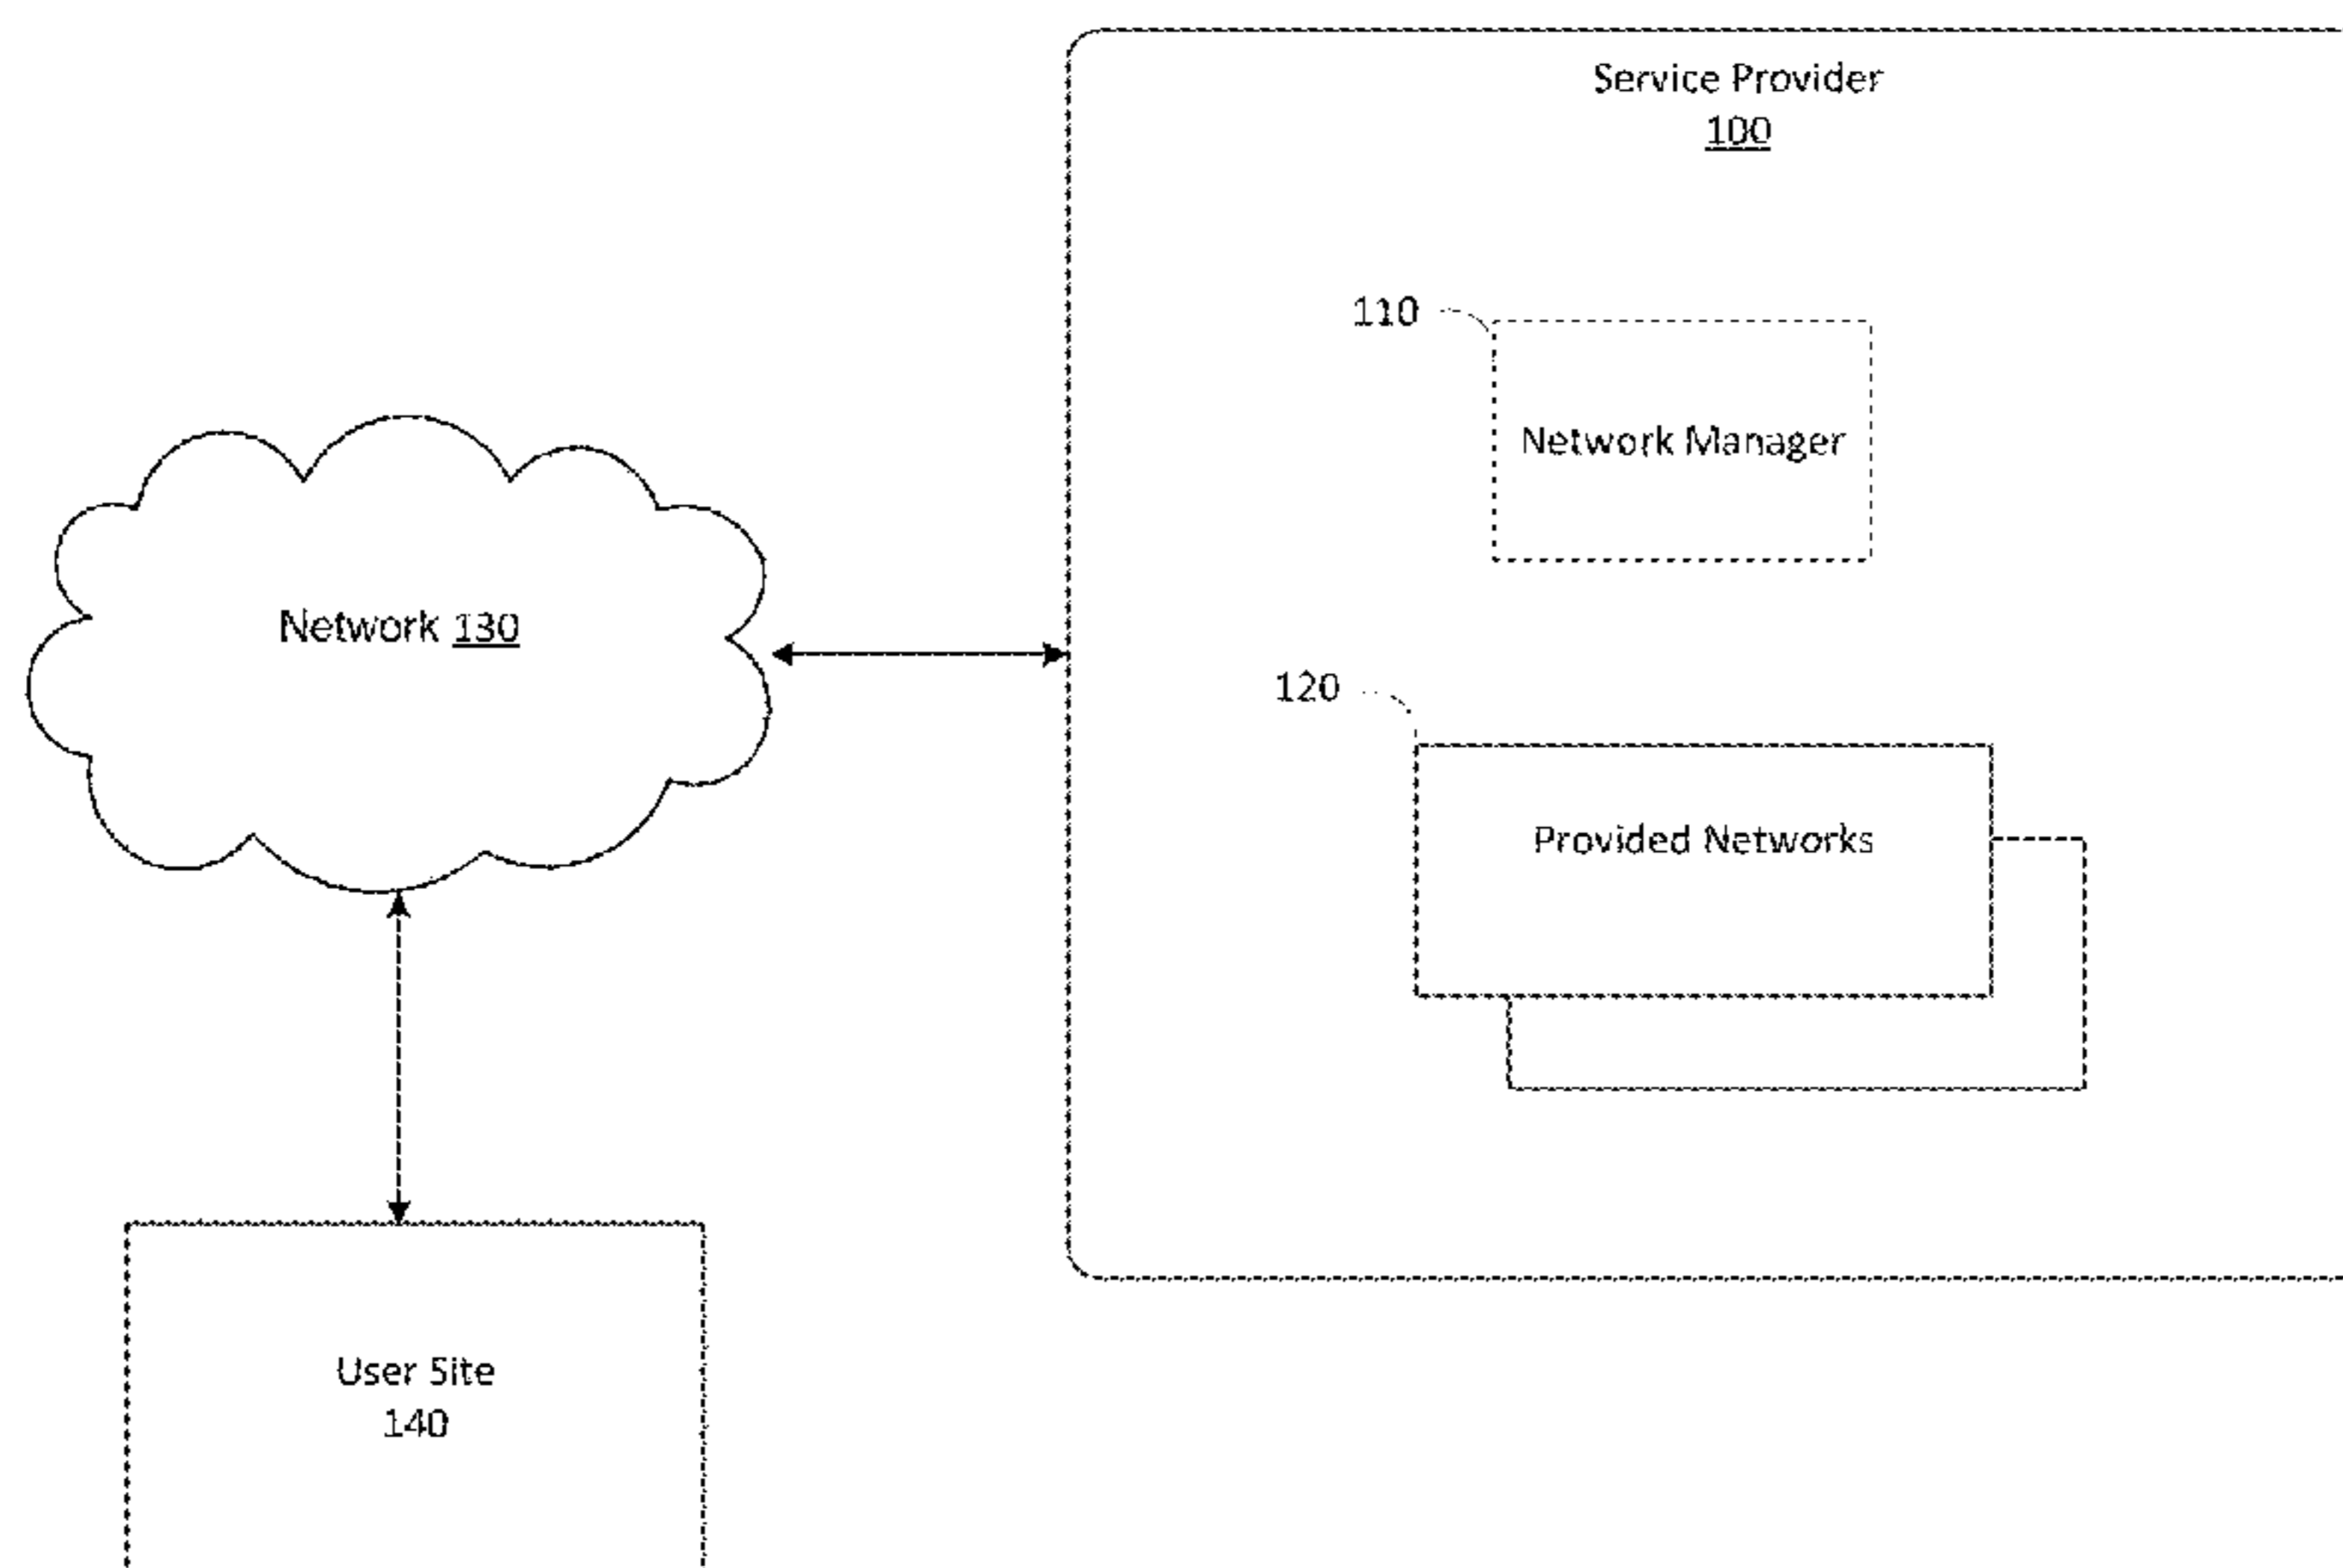 Service Provider
100
110
Network Manager
Network 130
120
Provided Networks
User Site
140